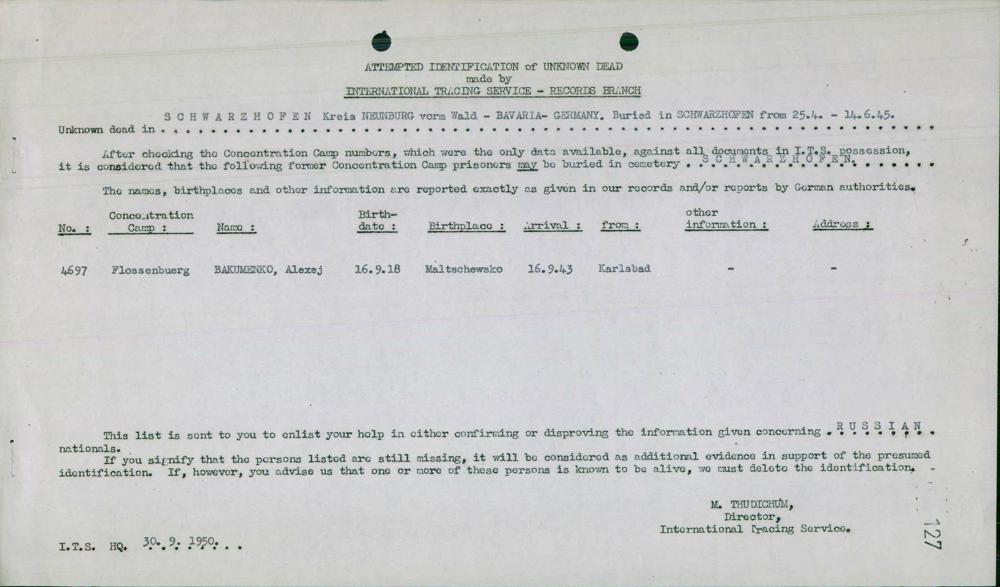 ATTEMPTED IDENTIFICATION of UNKNOWN DEAD
made by
INTERNATIONAL TRACING SERVICE - RECORDS BRANCH
S C H W A R Z H O F E N Kreis NEUNBURG vorm Wald - BAVARIA- GERMANY. Buried in SCHWARZHOFEN from 25.4. - 14.6.45.
Unknown dead in . . . . . . . . . . . . . . . . . . . . . . . . . . . . . . . . . . . .
After checking the Concentration Camp numbers, which were the only data available, against all documents in I.T.S. possession,
it is considered that the following former Concentration Camp prisoners may be buried in cemetery . S C H W A R Z H O F E N. . . . . . .
The names, birthplaces and other information are reported exactly as given in our records and/or reports by German authorities.
No. : Concentration Camp : Name : Birth-date : Birthplace : Arrival : from : other information : Address :
4697 Flossenbuerg BAKUMENKO, Alexej 16.9.18 Maltschewsko 16.9.43 Karlsbad - -
This list is sent to you to enlist your help in either confirming or disproving the information given concerning . R U S S I A N .
nationals.
If you signify that the persons listed are still missing, it will be considered as additional evidence in support of the presumed
identification. If, however, you advise us that one or more of these persons is known to be alive, we must delete the identification. -
M. THUDICHUM,
Director,
International Tracing Service.
I.T.S. HQ. 30. 9. 1950. . .
127